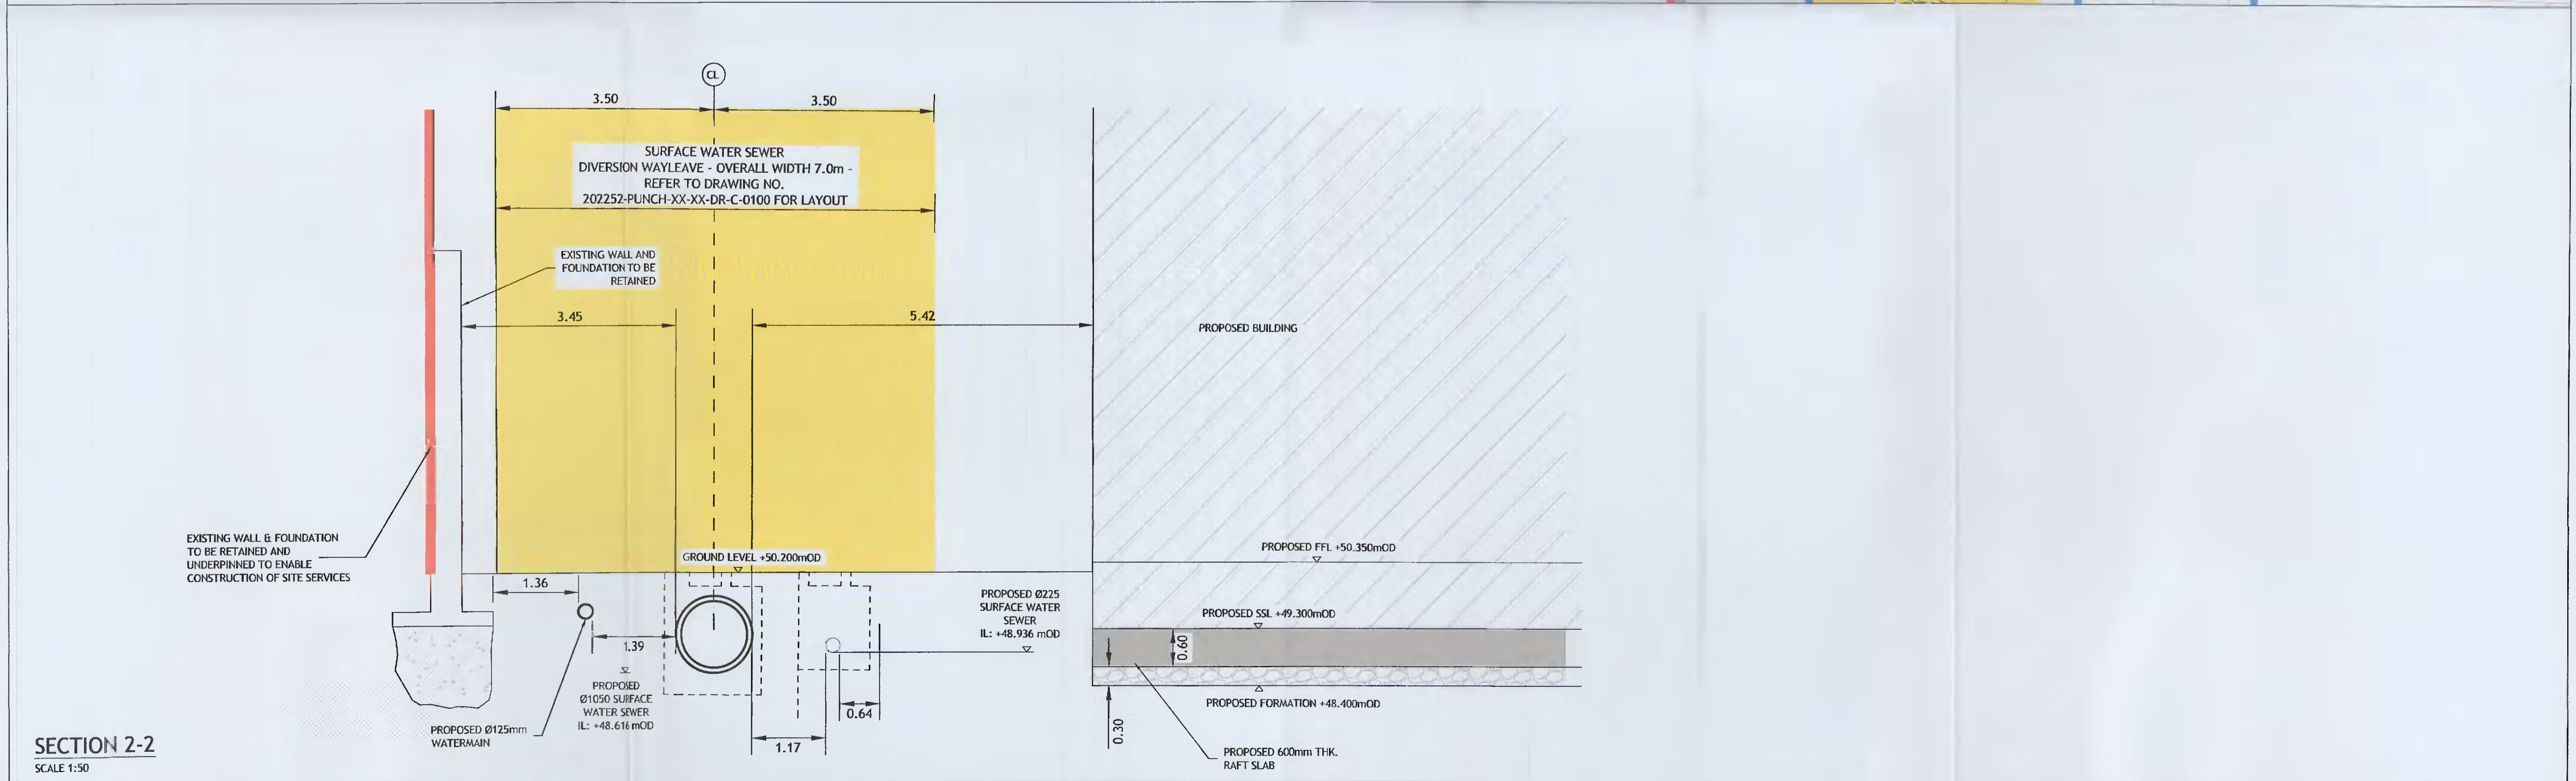 CL
3.50
3.50
SURFACE WATER SEWER
DIVERSION WAYLEAVE - OVERALL WIDTH 7.0m -
REFER TO DRAWING NO.
202252-PUNCH-XX-XX-DR-C-0100 FOR LAYOUT
EXISTING WALL AND
FOUNDATION TO BE
RETAINED
3.45
5.42
PROPOSED BUILDING
EXISTING WALL & FOUNDATION
TO BE RETAINED AND
UNDERPINNED TO ENABLE
CONSTRUCTION OF SITE SERVICES
GROUND LEVEL +50.200mOD
PROPOSED FFL +50.350mOD
1.36
PROPOSED Ø225
SURFACE WATER
SEWER
IL: +48.936 mOD
PROPOSED SSL +49.300mOD
1.39
0.60
PROPOSED
Ø1050 SURFACE
WATER SEWER
IL: +48.616 mOD
0.64
PROPOSED FORMATION +48.400mOD
PROPOSED Ø125mm
WATERMAIN
1.17
0.30
PROPOSED 600mm THK.
RAFT SLAB
SECTION 2-2
SCALE 1:50